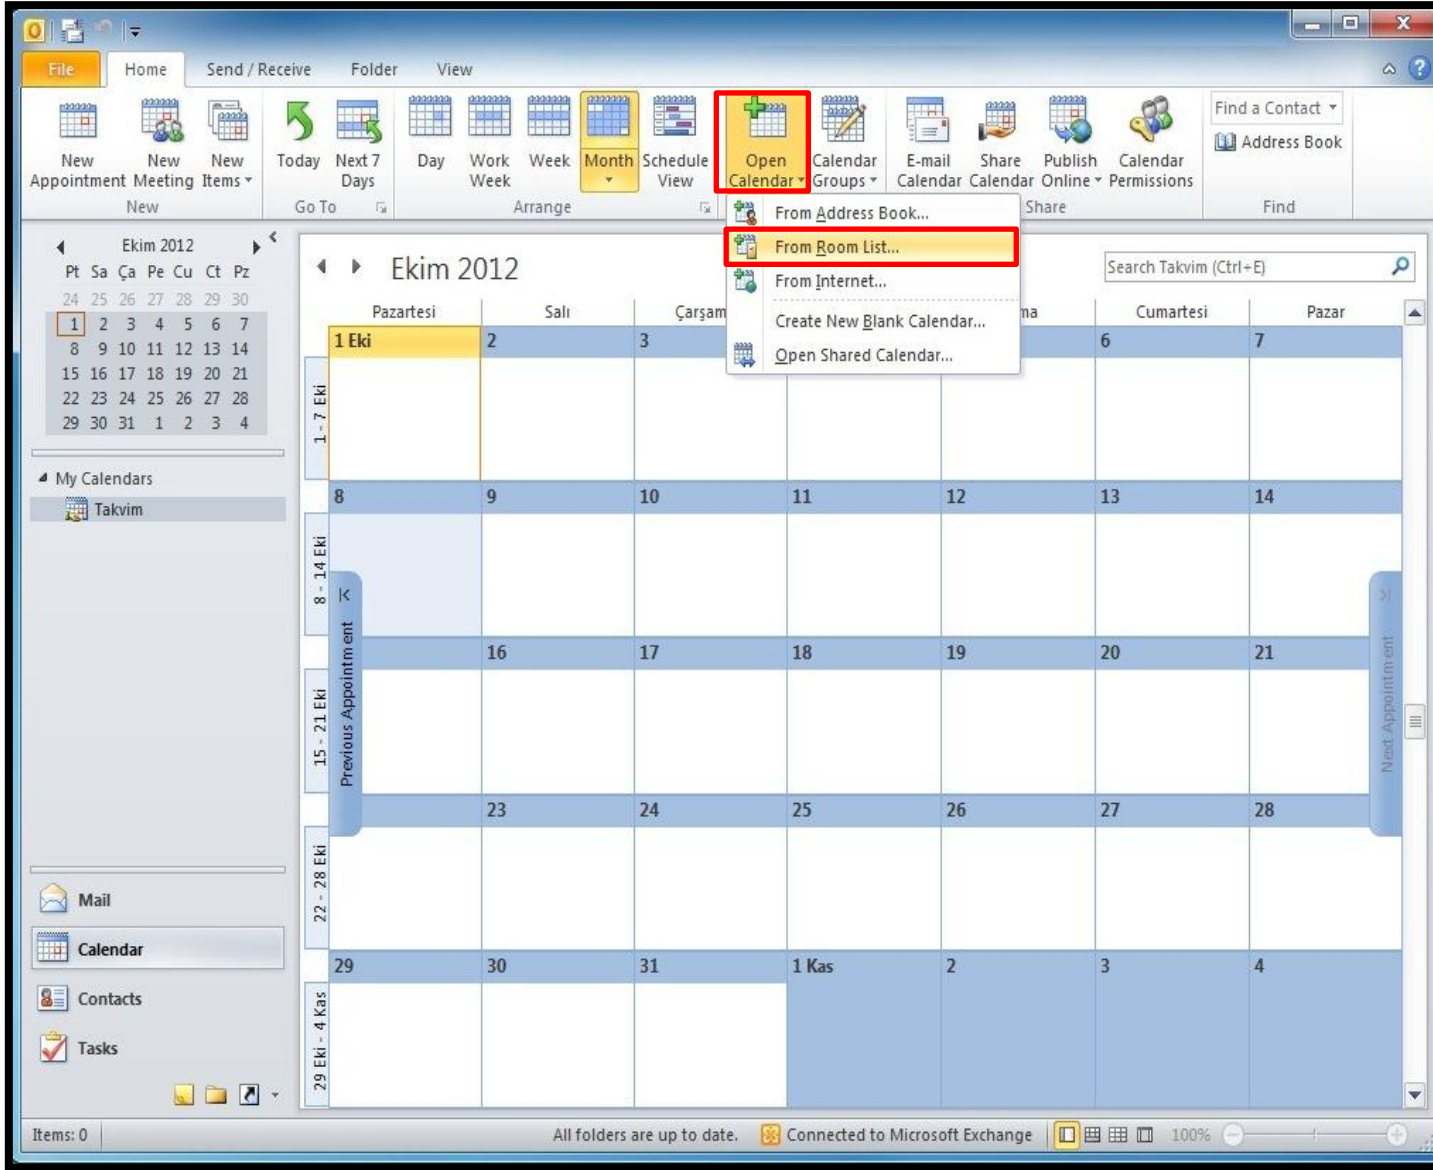 File Home Send / Receive Folder View
New Appointment
New Meeting
New Items
Today
Next 7 Days
Day
Work Week
Week
Month
Schedule View
Open Calendar
Calendar Groups
E-mail Calendar
Share Calendar
Publish Online
Calendar Permissions
Find a Contact
Address Book
New Go To Arrange Share Find
From Address Book...
From Room List...
From Internet...
Create New Blank Calendar...
Open Shared Calendar...
Ekim 2012
Pt Sa Ça Pe Cu Ct Pz
24 25 26 27 28 29 30
1 2 3 4 5 6 7
8 9 10 11 12 13 14
15 16 17 18 19 20 21
22 23 24 25 26 27 28
29 30 31 1 2 3 4
My Calendars
Takvim
Mail
Calendar
Contacts
Tasks
Ekim 2012
Search Takvim (Ctrl+E)
Pazartesi Salı Çarşam ma Cumartesi Pazar
1 Eki 2 3 6 7
1 - 7 Eki
8 9 10 11 12 13 14
8 - 14 Eki
16 17 18 19 20 21
15 - 21 Eki
23 24 25 26 27 28
22 - 28 Eki
29 30 31 1 Kas 2 3 4
29 Eki - 4 Kas
Previous Appointment
Next Appointment
Items: 0 All folders are up to date. Connected to Microsoft Exchange 100%